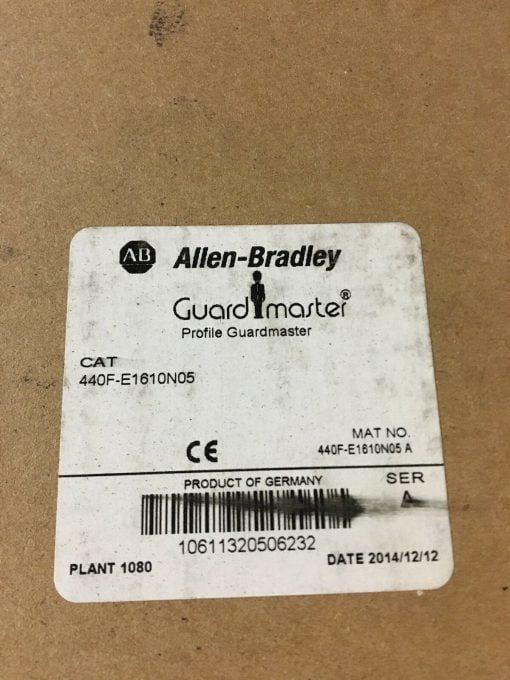 AB Allen-Bradley
Guardmaster®
Profile Guardmaster
CAT
440F-E1610N05
CE
MAT NO.
440F-E1610N05 A
PRODUCT OF GERMANY
SER
A
10611320506232
PLANT 1080
DATE 2014/12/12